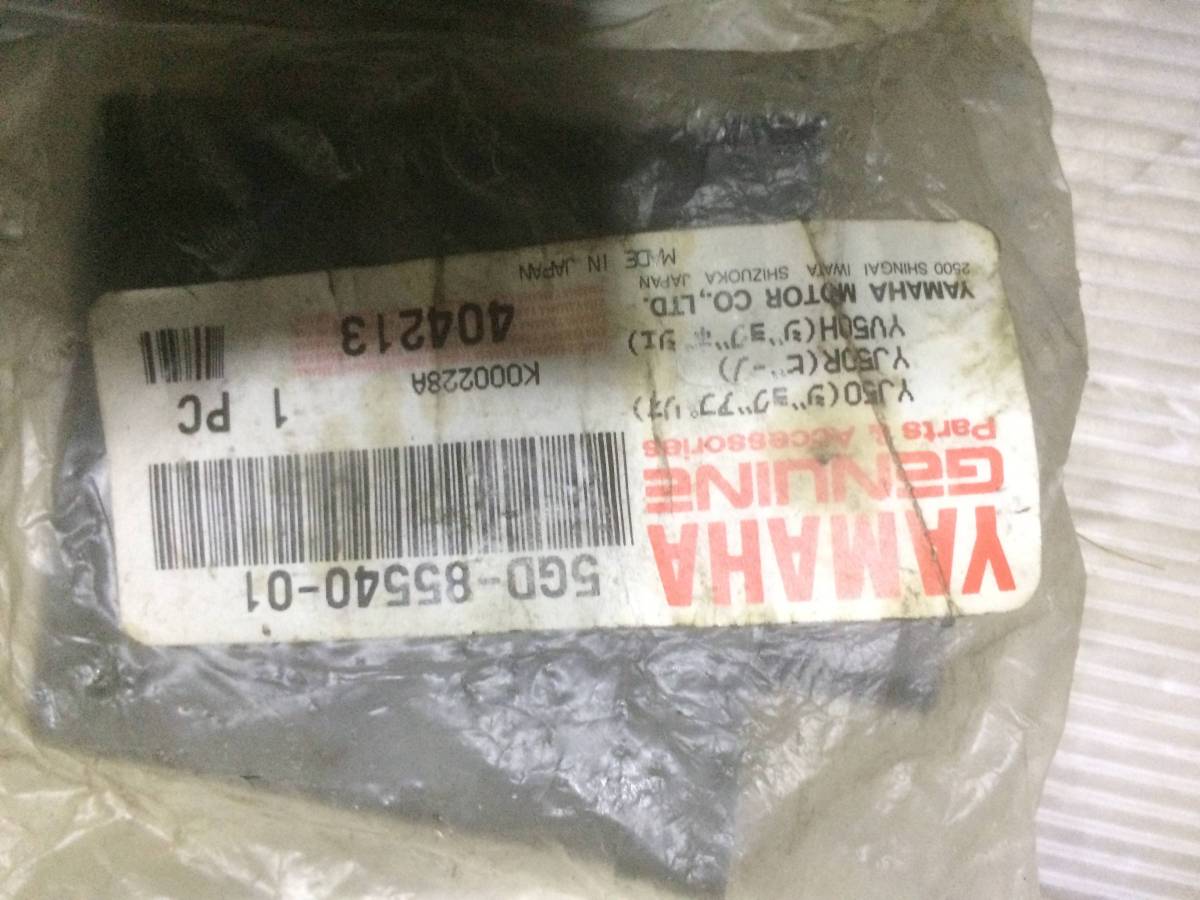 YAMAHA
GENUINE
Parts & Accessories
YJ50(ジョグアプリオ)
YJ50R(ビーノ)
YV50H(ジョグポシェ)
YAMAHA MOTOR CO.,LTD.
2500 SHINGAI IWATA SHIZUOKA JAPAN
MADE IN JAPAN
5GD-85540-01
1 PC
K000228A
404213